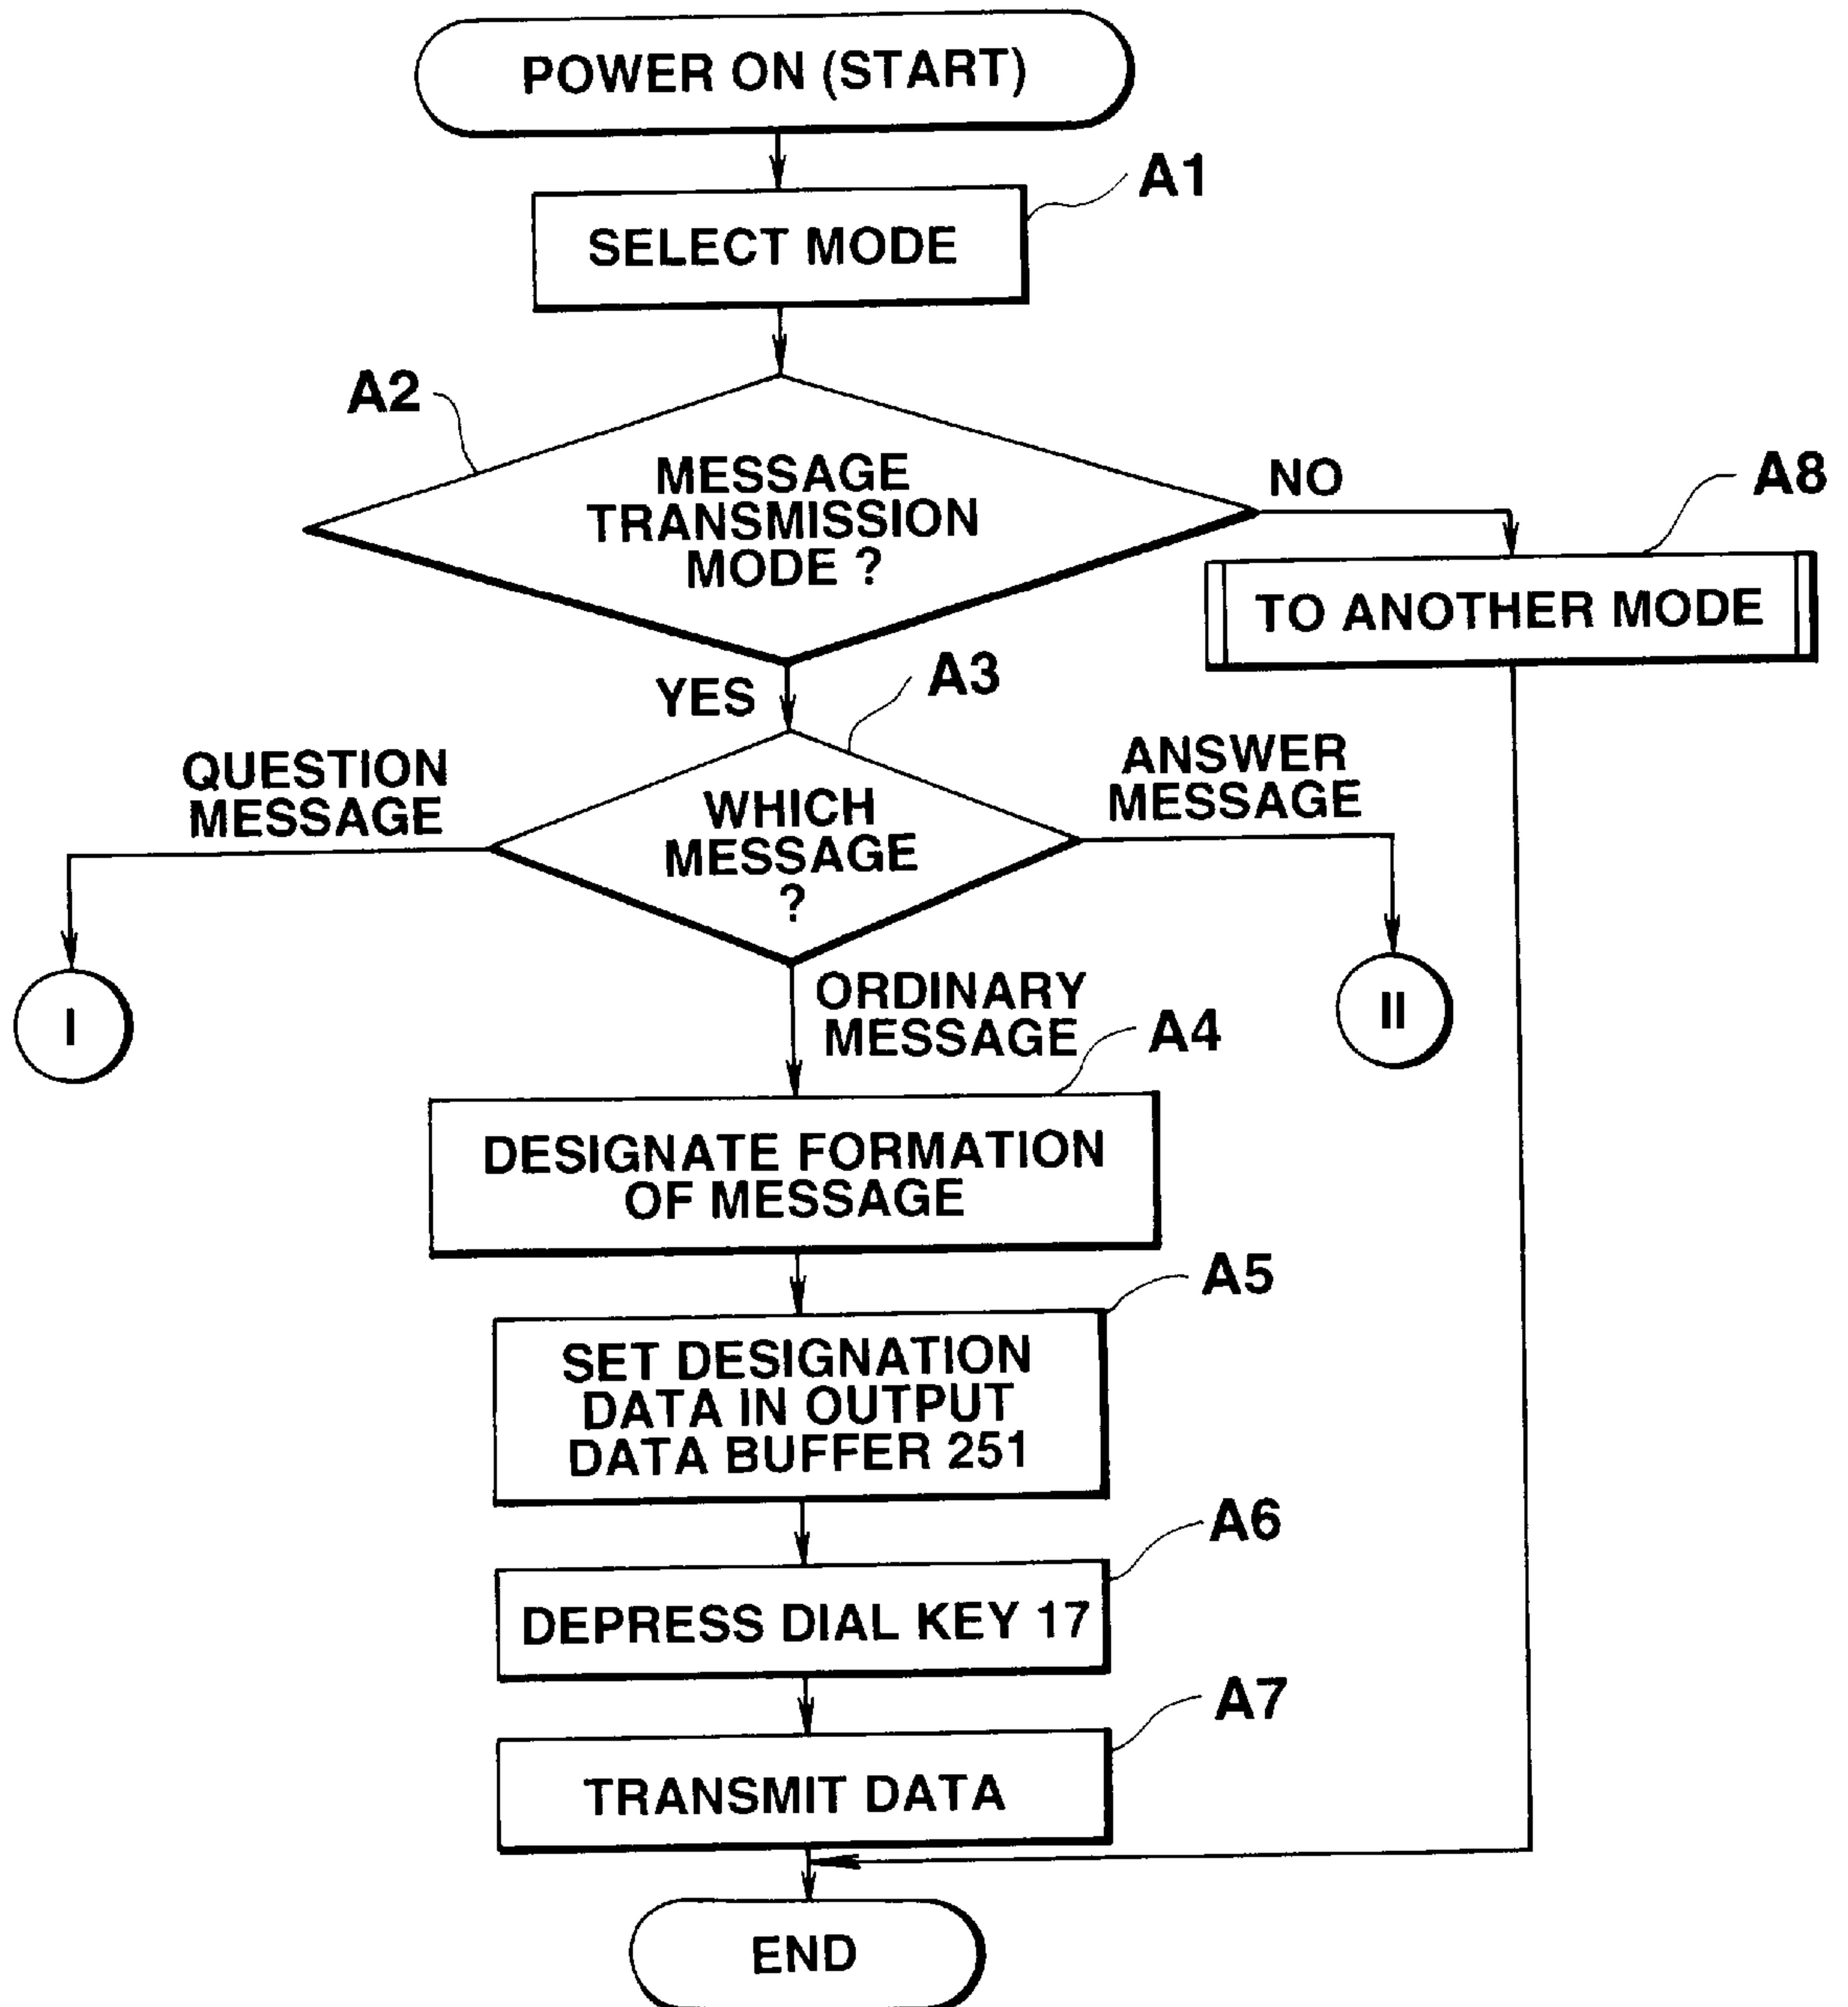 POWER ON (START)
A1
SELECT MODE
A2
MESSAGE
TRANSMISSION
MODE ?
NO
A8
TO ANOTHER MODE
YES
A3
QUESTION
MESSAGE
WHICH
MESSAGE
?
ANSWER
MESSAGE
I
II
ORDINARY
MESSAGE
A4
DESIGNATE FORMATION
OF MESSAGE
A5
SET DESIGNATION
DATA IN OUTPUT
DATA BUFFER 251
A6
DEPRESS DIAL KEY 17
A7
TRANSMIT DATA
END